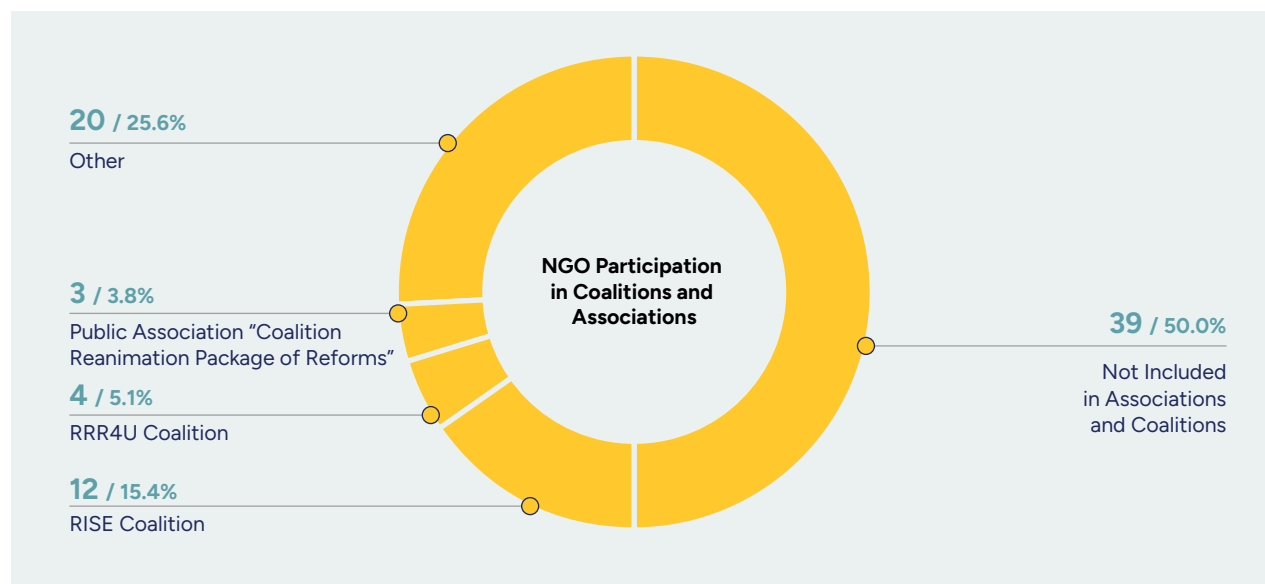 20 / 25.6%
Other
3 / 3.8%
Public Association “Coalition
Reanimation Package of Reforms”
4 / 5.1%
RRR4U Coalition
12 / 15.4%
RISE Coalition
NGO Participation
in Coalitions and
Associations
39 / 50.0%
Not Included
in Associations
and Coalitions